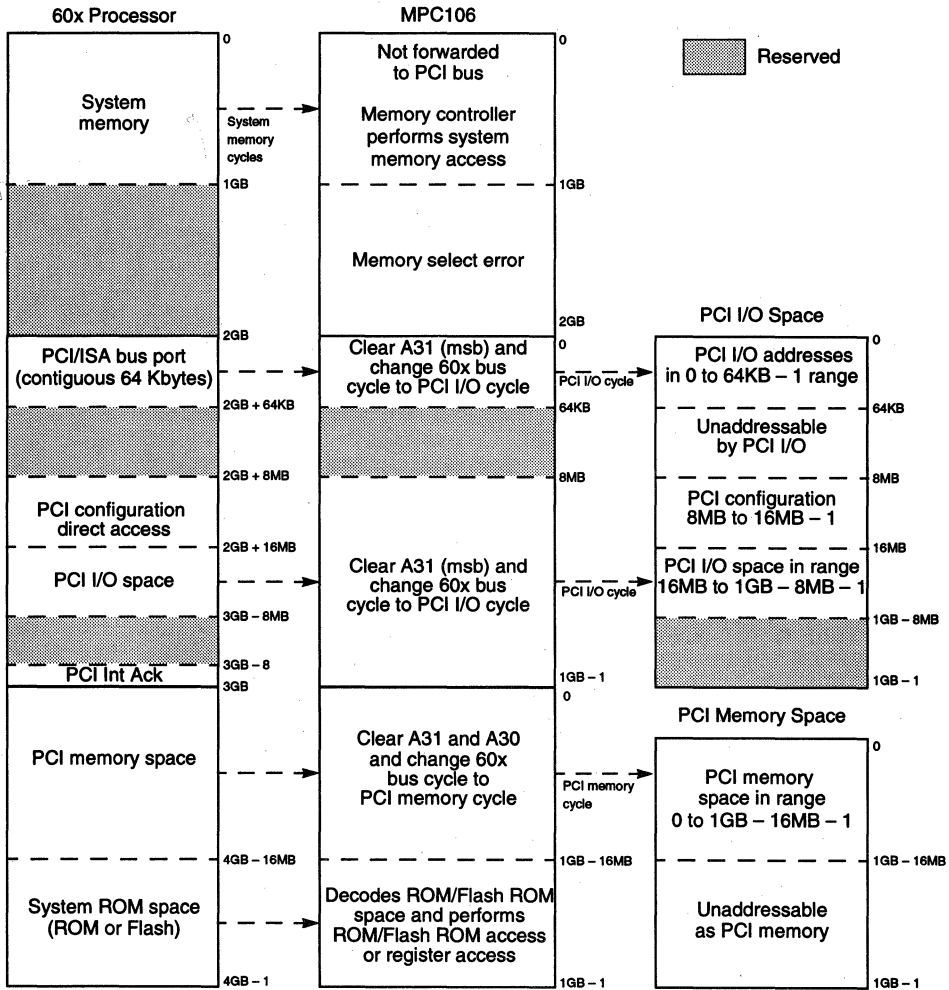 60x Processor
0
System
memory
System
memory
cycles
1GB
2GB
PCI/ISA bus port
(contiguous 64 Kbytes)
2GB + 64KB
2GB + 8MB
PCI configuration
direct access
2GB + 16MB
PCI I/O space
3GB – 8MB
3GB – 8
PCI Int Ack
3GB
PCI memory space
4GB – 16MB
System ROM space
(ROM or Flash)
4GB – 1
MPC106
0
Not forwarded
to PCI bus
Memory controller
performs system
memory access
1GB
Memory select error
2GB
0
Clear A31 (msb) and
change 60x bus
cycle to PCI I/O cycle
PCI I/O cycle
64KB
8MB
Clear A31 (msb) and
change 60x bus
cycle to PCI I/O cycle
PCI I/O cycle
1GB – 1
0
Clear A31 and A30
and change 60x
bus cycle to
PCI memory cycle
PCI memory
cycle
1GB – 16MB
Decodes ROM/Flash ROM
space and performs
ROM/Flash ROM access
or register access
1GB – 1
Reserved
PCI I/O Space
0
PCI I/O addresses
in 0 to 64KB – 1 range
64KB
Unaddressable
by PCI I/O
8MB
PCI configuration
8MB to 16MB – 1
16MB
PCI I/O space in range
16MB to 1GB – 8MB – 1
1GB – 8MB
1GB – 1
PCI Memory Space
0
PCI memory
space in range
0 to 1GB – 16MB – 1
1GB – 16MB
Unaddressable
as PCI memory
1GB – 1